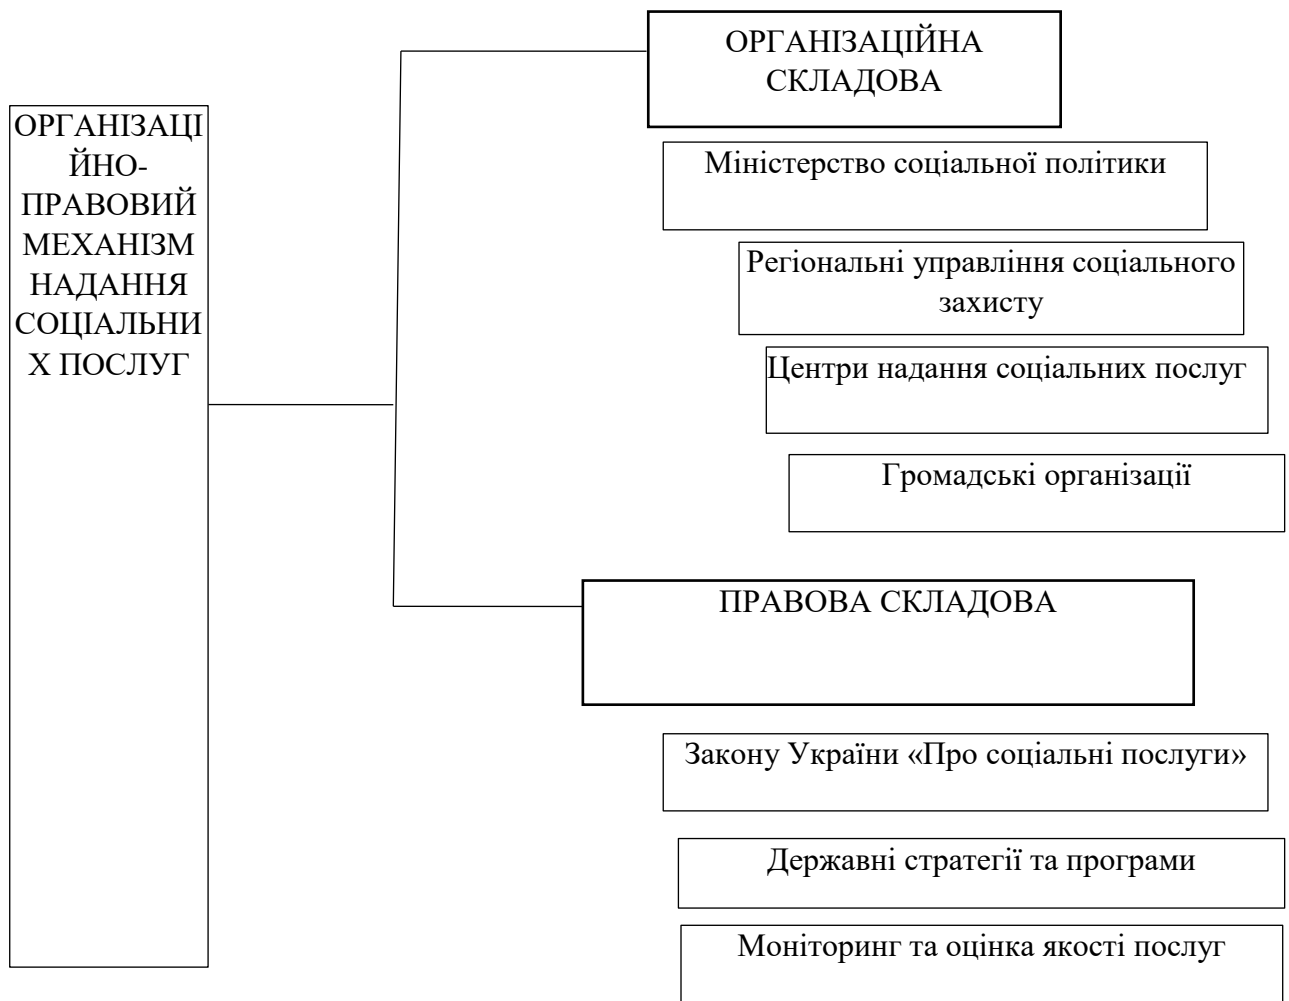 ОРГАНІЗАЦІ
ЙНО-
ПРАВОВИЙ
МЕХАНІЗМ
НАДАННЯ
СОЦІАЛЬНИ
Х ПОСЛУГ
ОРГАНІЗАЦІЙНА
СКЛАДОВА
Міністерство соціальної політики
Регіональні управління соціального
захисту
Центри надання соціальних послуг
Громадські організації
ПРАВОВА СКЛАДОВА
Закону України «Про соціальні послуги»
Державні стратегії та програми
Моніторинг та оцінка якості послуг